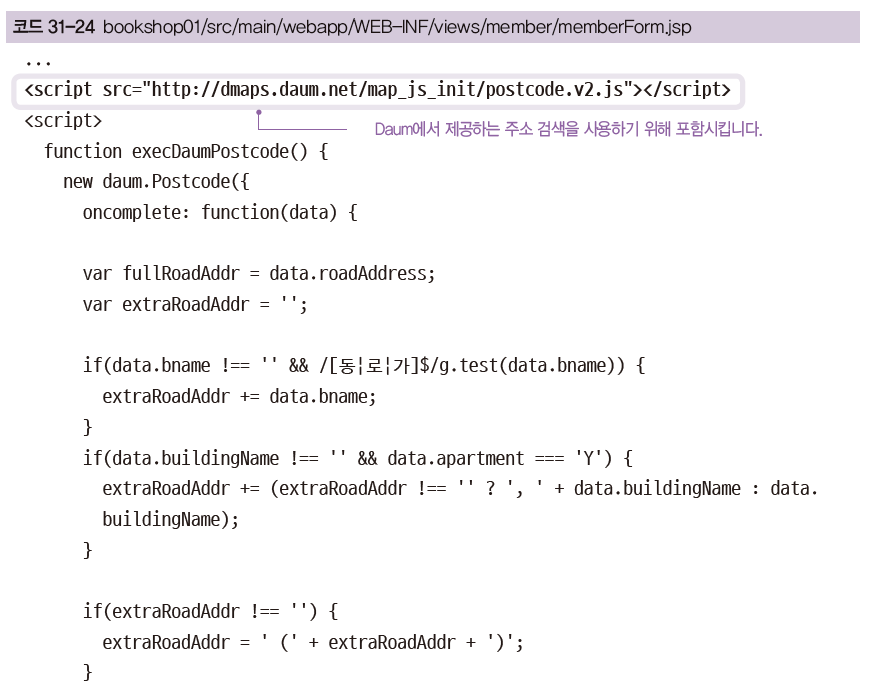 코드 31-24 bookshop01/src/main/webapp/WEB-INF/views/member/memberForm.jsp
...
<script src="http://dmaps.daum.net/map_js_init/postcode.v2.js"></script>
<script>
Daum에서 제공하는 주소 검색을 사용하기 위해 포함시킵니다.
function execDaumPostcode() {
new daum.Postcode({
oncomplete: function(data) {
var fullRoadAddr = data.roadAddress;
var extraRoadAddr = '';
if(data.bname !== '' && /[동¦로¦가]$/g.test(data.bname)) {
extraRoadAddr += data.bname;
}
if(data.buildingName !== '' && data.apartment === 'Y') {
extraRoadAddr += (extraRoadAddr !== '' ? ', ' + data.buildingName : data.
buildingName);
}
if(extraRoadAddr !== '') {
extraRoadAddr = ' (' + extraRoadAddr + ')';
}